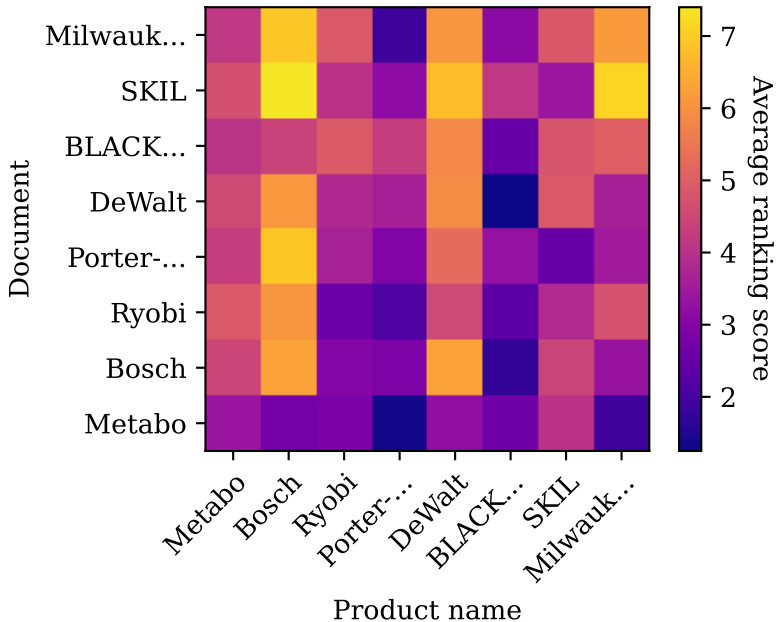 Document
Milwauk...
SKIL
BLACK...
DeWalt
Porter-...
Ryobi
Bosch
Metabo
Metabo
Bosch
Ryobi
Porter-...
DeWalt
BLACK...
SKIL
Milwauk...
Product name
7
6
5
4
3
2
Average ranking score